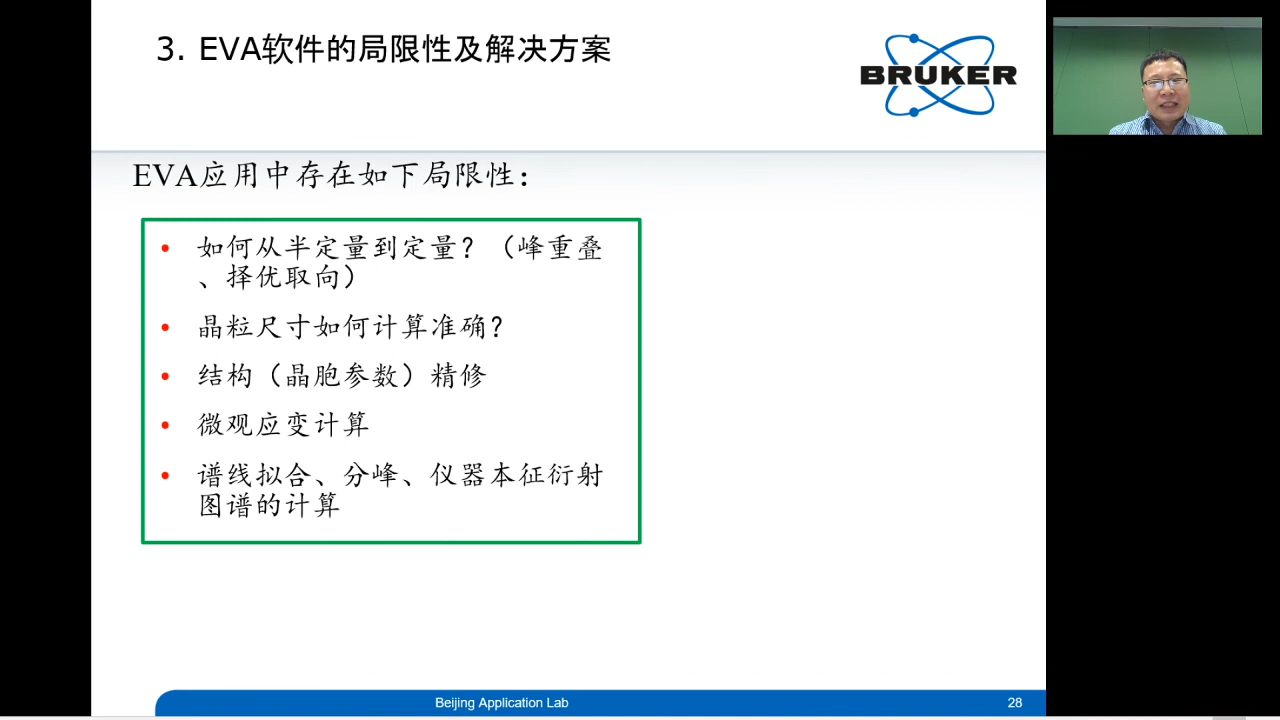 3. EVA软件的局限性及解决方案
BRUKER
EVA应用中存在如下局限性：
• 如何从半定量到定量？（峰重叠
、择优取向）
• 晶粒尺寸如何计算准确？
• 结构（晶胞参数）精修
• 微观应变计算
• 谱线拟合、分峰、仪器本征衍射
图谱的计算
Beijing Application Lab
28